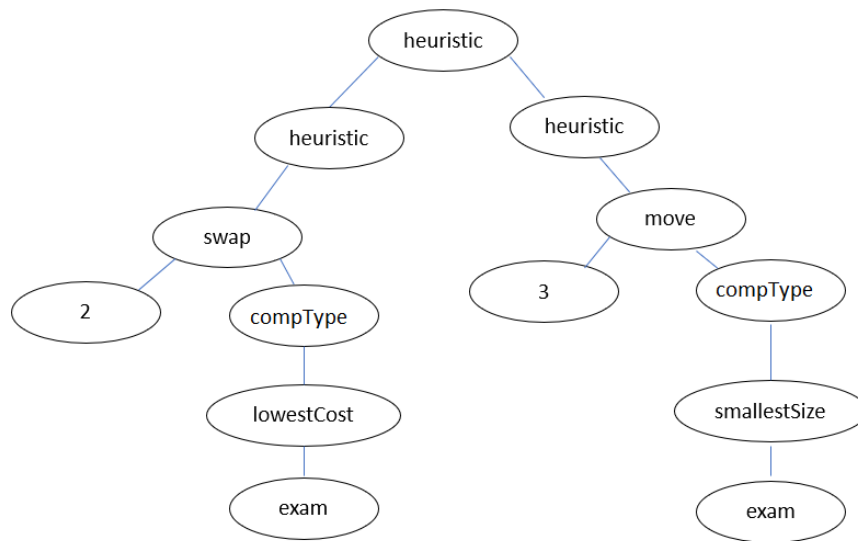 heuristic
heuristic
heuristic
swap
move
2
compType
3
compType
lowestCost
smallestSize
exam
exam